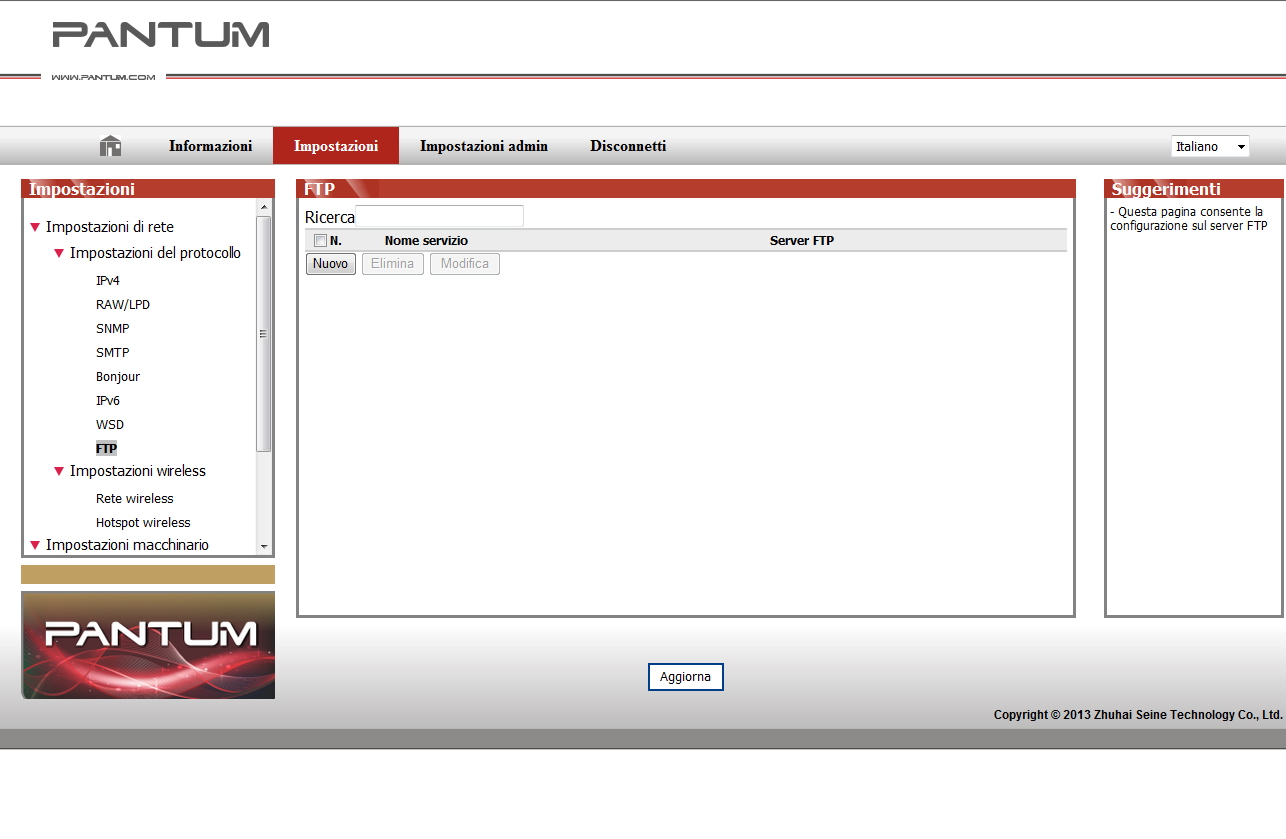 PANTUM
WWW.PANTUM.COM
Informazioni
Impostazioni
Impostazioni admin
Disconnetti
Italiano
Impostazioni
Impostazioni di rete
Impostazioni del protocollo
IPv4
RAW/LPD
SNMP
SMTP
Bonjour
IPv6
WSD
FTP
Impostazioni wireless
Rete wireless
Hotspot wireless
Impostazioni macchinario
PANTUM
FTP
Ricerca
N. Nome servizio Server FTP
Nuovo Elimina Modifica
Suggerimenti
- Questa pagina consente la
configurazione sul server FTP
Aggiorna
Copyright © 2013 Zhuhai Seine Technology Co., Ltd.